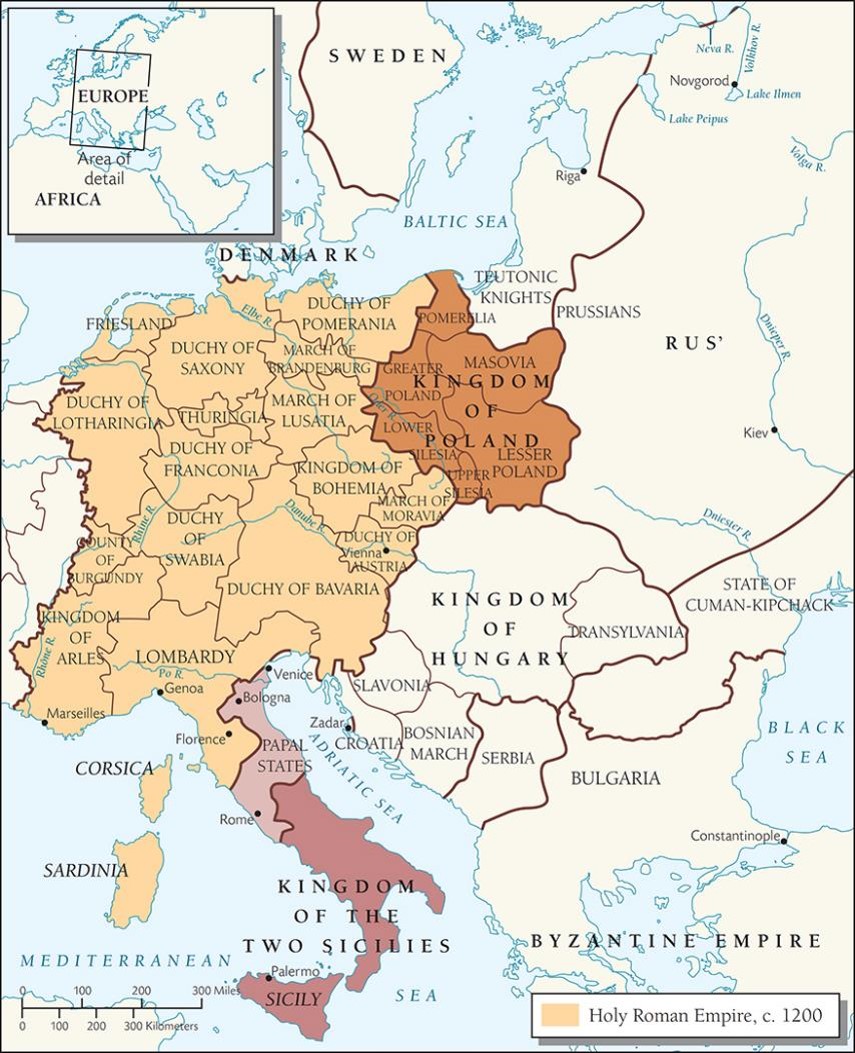 EUROPE
Area of
detail
AFRICA
SWEDEN
Neva R.
Volkhov R.
Novgorod
Lake Ilmen
Lake Peipus
Volga R.
Riga
BALTIC SEA
DENMARK
TEUTONIC
KNIGHTS
PRUSSIANS
RUS’
Dnieper R.
Kiev
Dniester R.
FRIESLAND
Elbe R.
DUCHY OF
POMERANIA
POMERELIA
DUCHY OF
SAXONY
MARCH OF
BRANDENBURG
GREATER
POLAND
MASOVIA
KINGDOM
OF
POLAND
Oder R.
LOWER
SILESIA
UPPER
SILESIA
LESSER
POLAND
DUCHY OF
LOTHARINGIA
THURINGIA
MARCH OF
LUSATIA
DUCHY OF
FRANCONIA
KINGDOM OF
BOHEMIA
MARCH OF
MORAVIA
Rhine R.
Danube R.
DUCHY
OF
SWABIA
DUCHY OF
AUSTRIA
Vienna
COUNTY
OF
BURGUNDY
DUCHY OF BAVARIA
KINGDOM
OF
ARLES
Rhône R.
LOMBARDY
Po R.
Genoa
Marseilles
Venice
Bologna
Florence
PAPAL
STATES
Rome
KINGDOM
OF
HUNGARY
TRANSYLVANIA
STATE OF
CUMAN-KIPCHACK
SLAVONIA
Zadar
CROATIA
BOSNIAN
MARCH
SERBIA
BULGARIA
BLACK
SEA
ADRIATIC SEA
CORSICA
SARDINIA
Constantinople
KINGDOM
OF THE
TWO SICILIES
BYZANTINE EMPIRE
MEDITERRANEAN
SEA
Palermo
SICILY
0 100 200 300 Miles
0 100 200 300 Kilometers
Holy Roman Empire, c. 1200